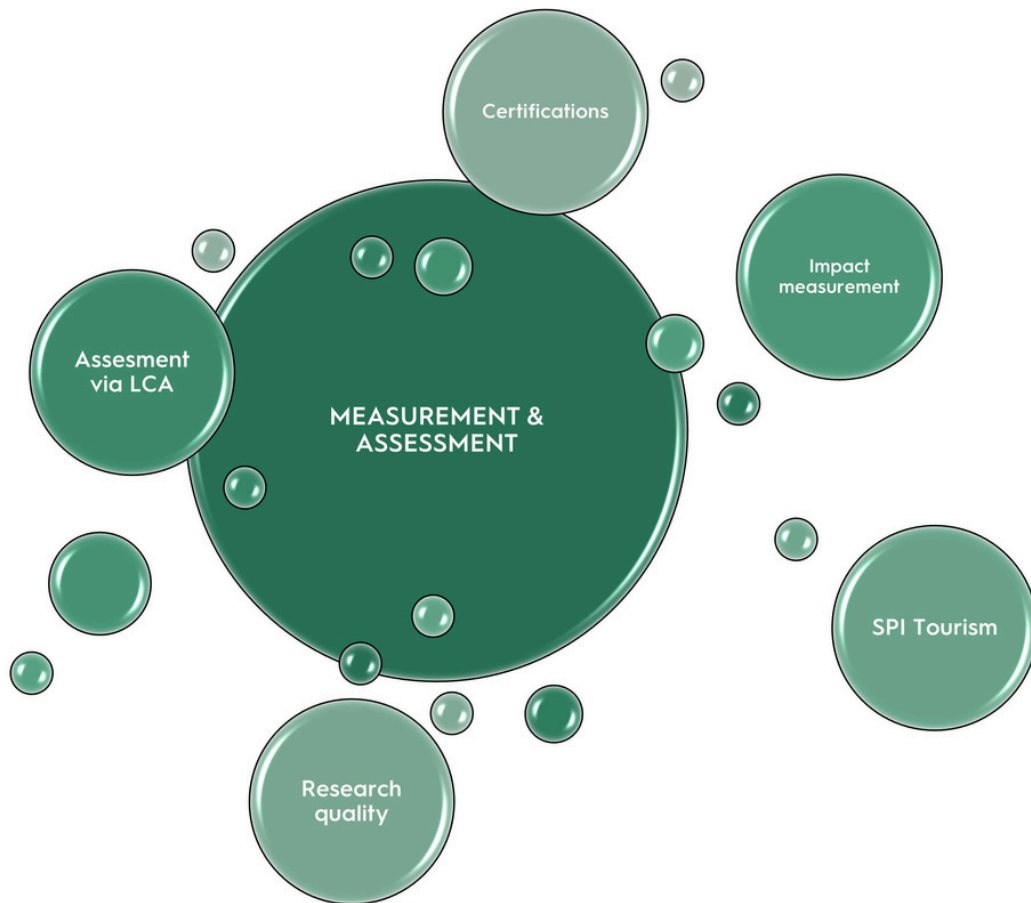 Certifications
Impact
measurement
Assesment
via LCA
MEASUREMENT &
ASSESSMENT
SPI Tourism
Research
quality